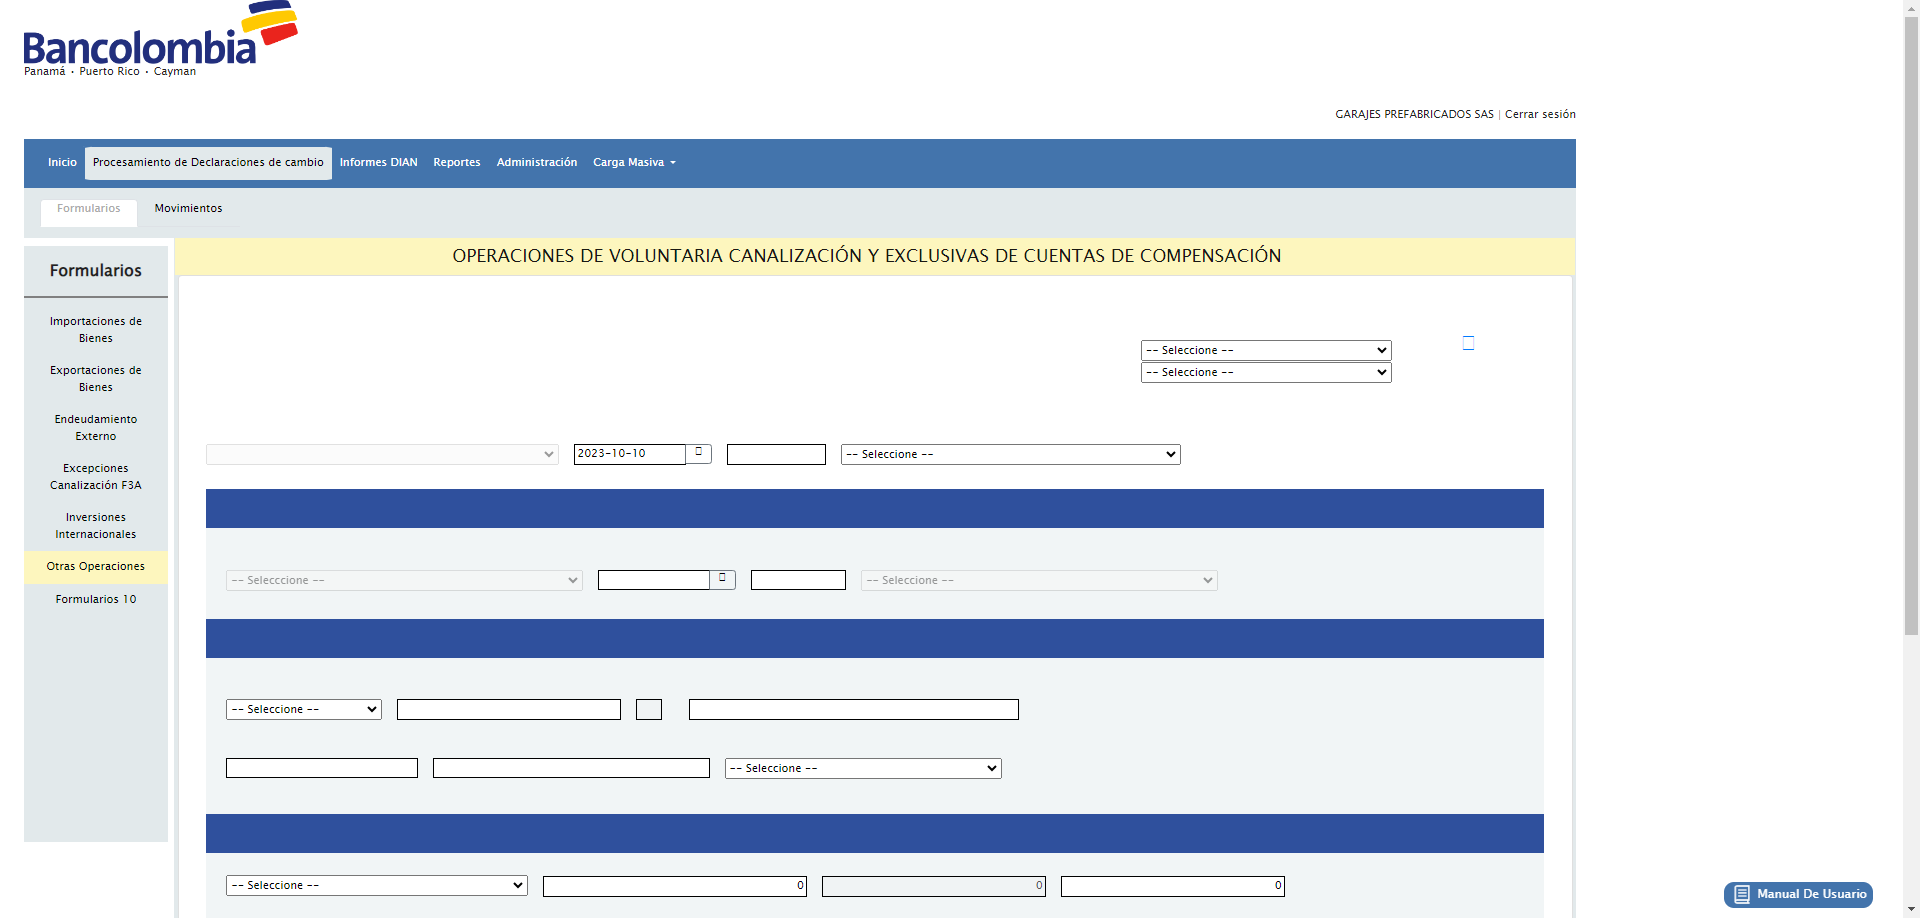 Bancolombia
Panamá • Puerto Rico • Cayman
GARAJES PREFABRICADOS SAS | Cerrar sesión
Inicio Procesamiento de Declaraciones de cambio Informes DIAN Reportes Administración Carga Masiva
Formularios Movimientos
OPERACIONES DE VOLUNTARIA CANALIZACIÓN Y EXCLUSIVAS DE CUENTAS DE COMPENSACIÓN
Formularios
Importaciones de
Bienes
Exportaciones de
Bienes
Endeudamiento
Externo
Excepciones
Canalización F3A
Inversiones
Internacionales
Otras Operaciones
Formularios 10
-- Seleccione --
-- Seleccione --
2023-10-10 -- Seleccione --
-- Selecccione -- -- Seleccione --
-- Seleccione --
-- Seleccione --
-- Seleccione -- 0 0 0
Manual De Usuario